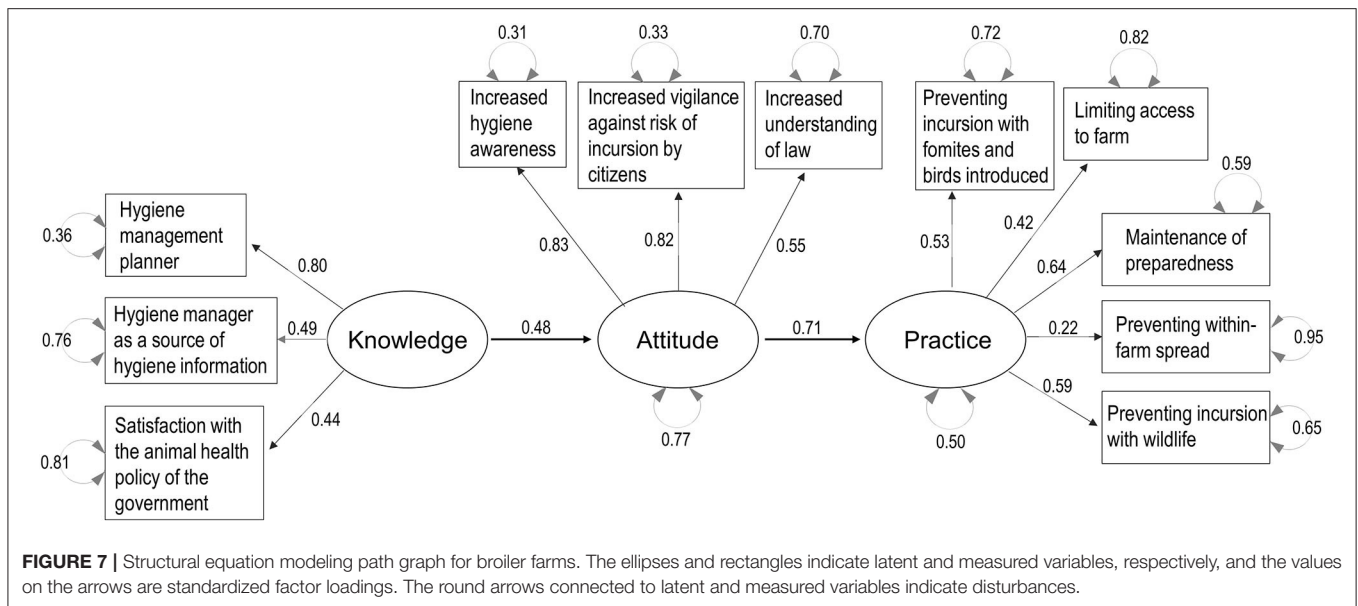 0.31
0.33
0.70
0.72
0.82
Increased
hygiene
awareness
Increased vigilance
against risk of
incursion by
citizens
Increased
understanding
of law
Preventing
incursion with
fomites and
birds introduced
Limiting access
to farm
0.59
Hygiene
management
planner
0.36
0.80
0.83
0.82
0.55
0.53
0.42
0.64
Maintenance of
preparedness
Hygiene manager
as a source of
hygiene information
0.76
0.49
Knowledge
0.48
Attitude
0.71
Practice
0.22
Preventing within-
farm spread
0.95
0.59
Preventing incursion
with wildlife
0.65
0.44
Satisfaction with
the animal health
policy of the
government
0.81
0.77
0.50
FIGURE 7 | Structural equation modeling path graph for broiler farms. The ellipses and rectangles indicate latent and measured variables, respectively, and the values
on the arrows are standardized factor loadings. The round arrows connected to latent and measured variables indicate disturbances.